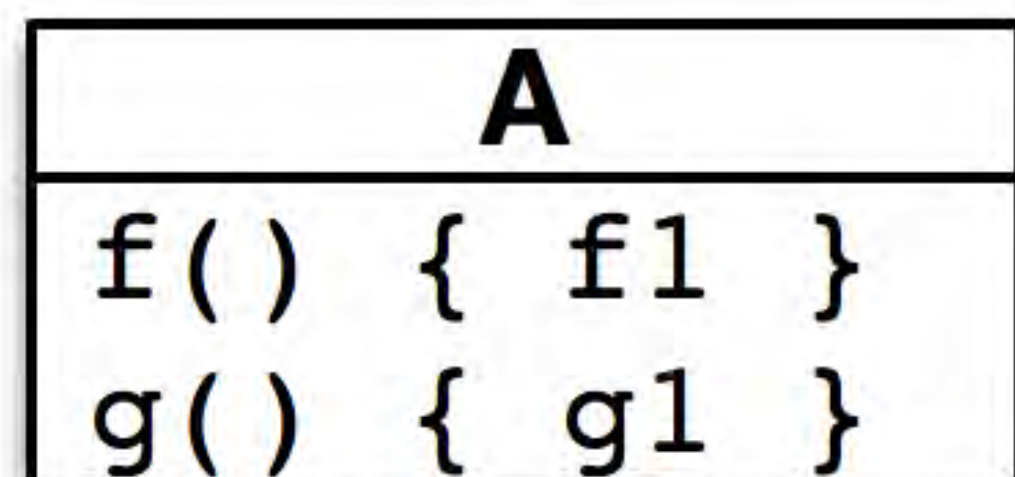 A
f() { f1 }
g() { g1 }